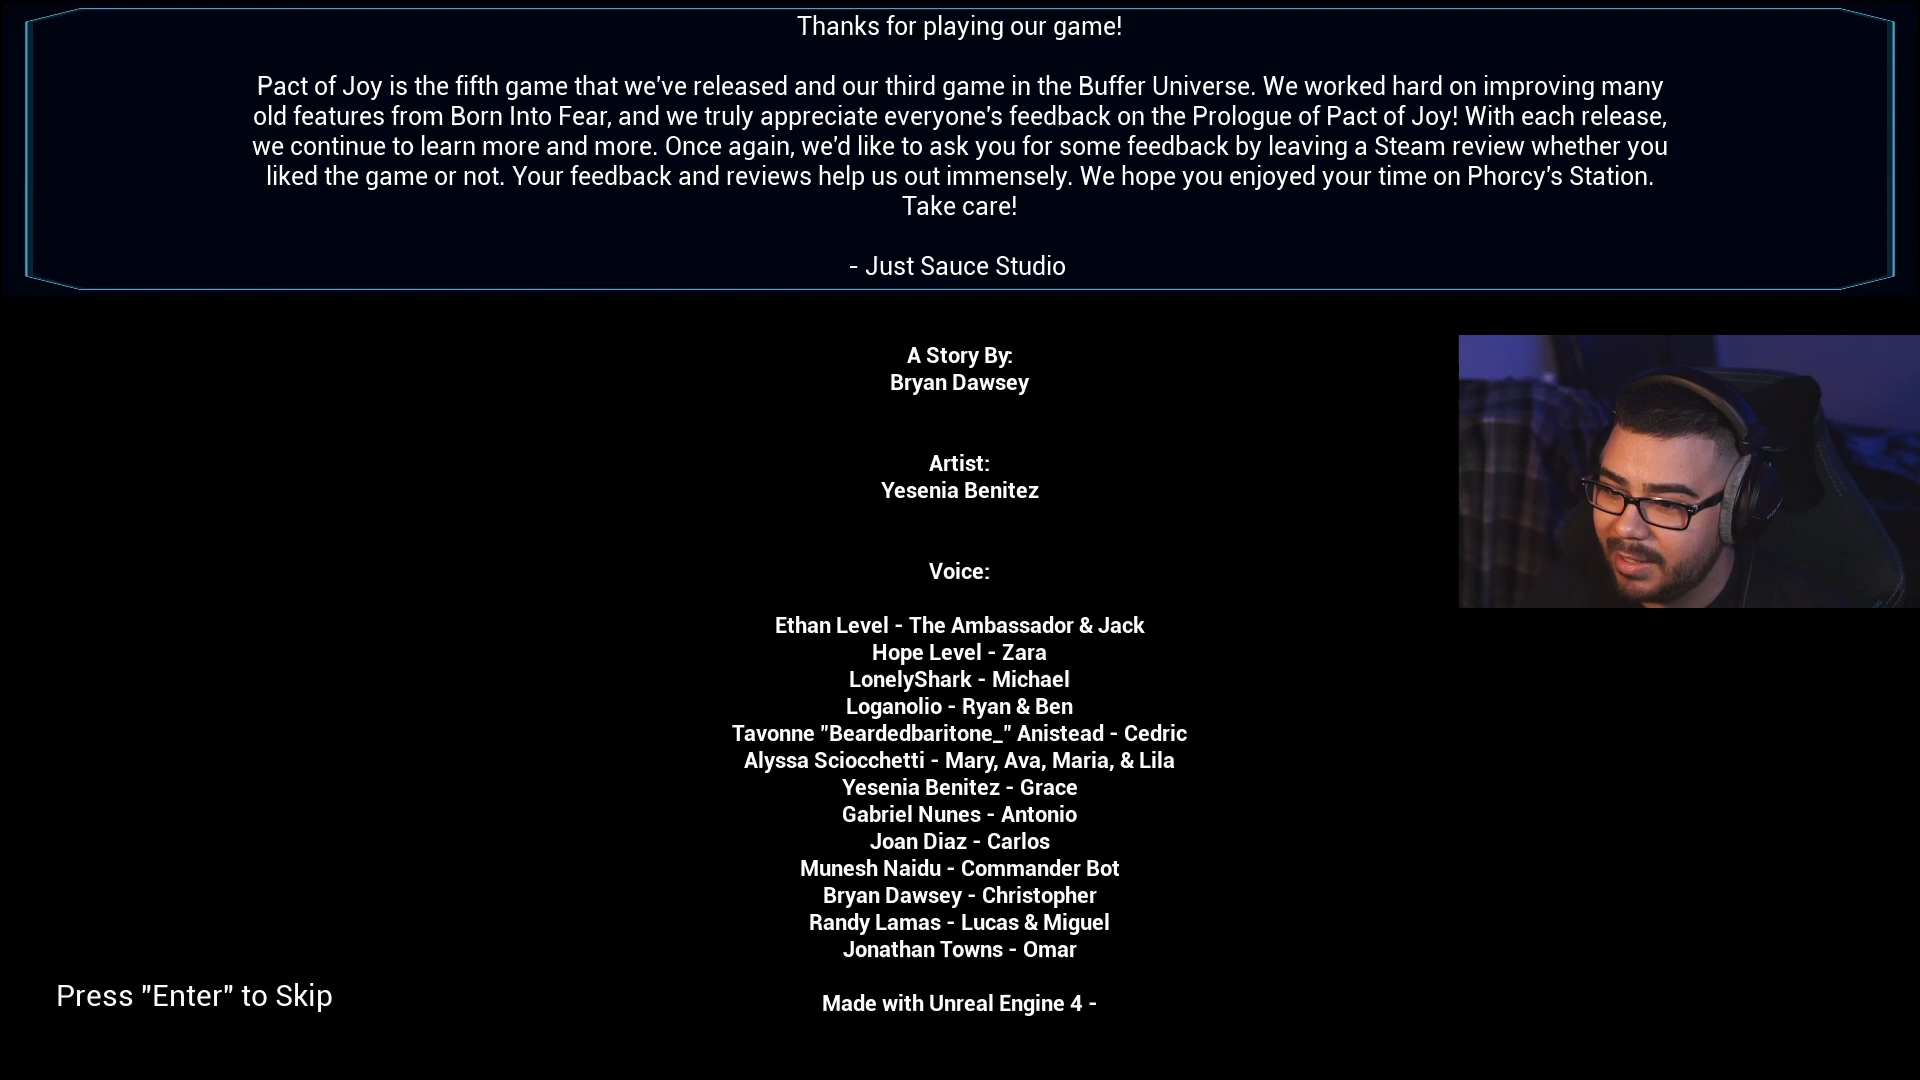 Thanks for playing our game!
Pact of Joy is the fifth game that we've released and our third game in the Buffer Universe. We worked hard on improving many
old features from Born Into Fear, and we truly appreciate everyone's feedback on the Prologue of Pact of Joy! With each release,
we continue to learn more and more. Once again, we'd like to ask you for some feedback by leaving a Steam review whether you
liked the game or not. Your feedback and reviews help us out immensely. We hope you enjoyed your time on Phorcy's Station.
Take care!
- Just Sauce Studio
A Story By:
Bryan Dawsey
Artist:
Yesenia Benitez
Voice:
Ethan Level - The Ambassador & Jack
Hope Level - Zara
LonelyShark - Michael
Loganolio - Ryan & Ben
Tavonne "Beardedbaritone_" Anistead - Cedric
Alyssa Sciocchetti - Mary, Ava, Maria, & Lila
Yesenia Benitez - Grace
Gabriel Nunes - Antonio
Joan Diaz - Carlos
Munesh Naidu - Commander Bot
Bryan Dawsey - Christopher
Randy Lamas - Lucas & Miguel
Jonathan Towns - Omar
Made with Unreal Engine 4 -
Press "Enter" to Skip